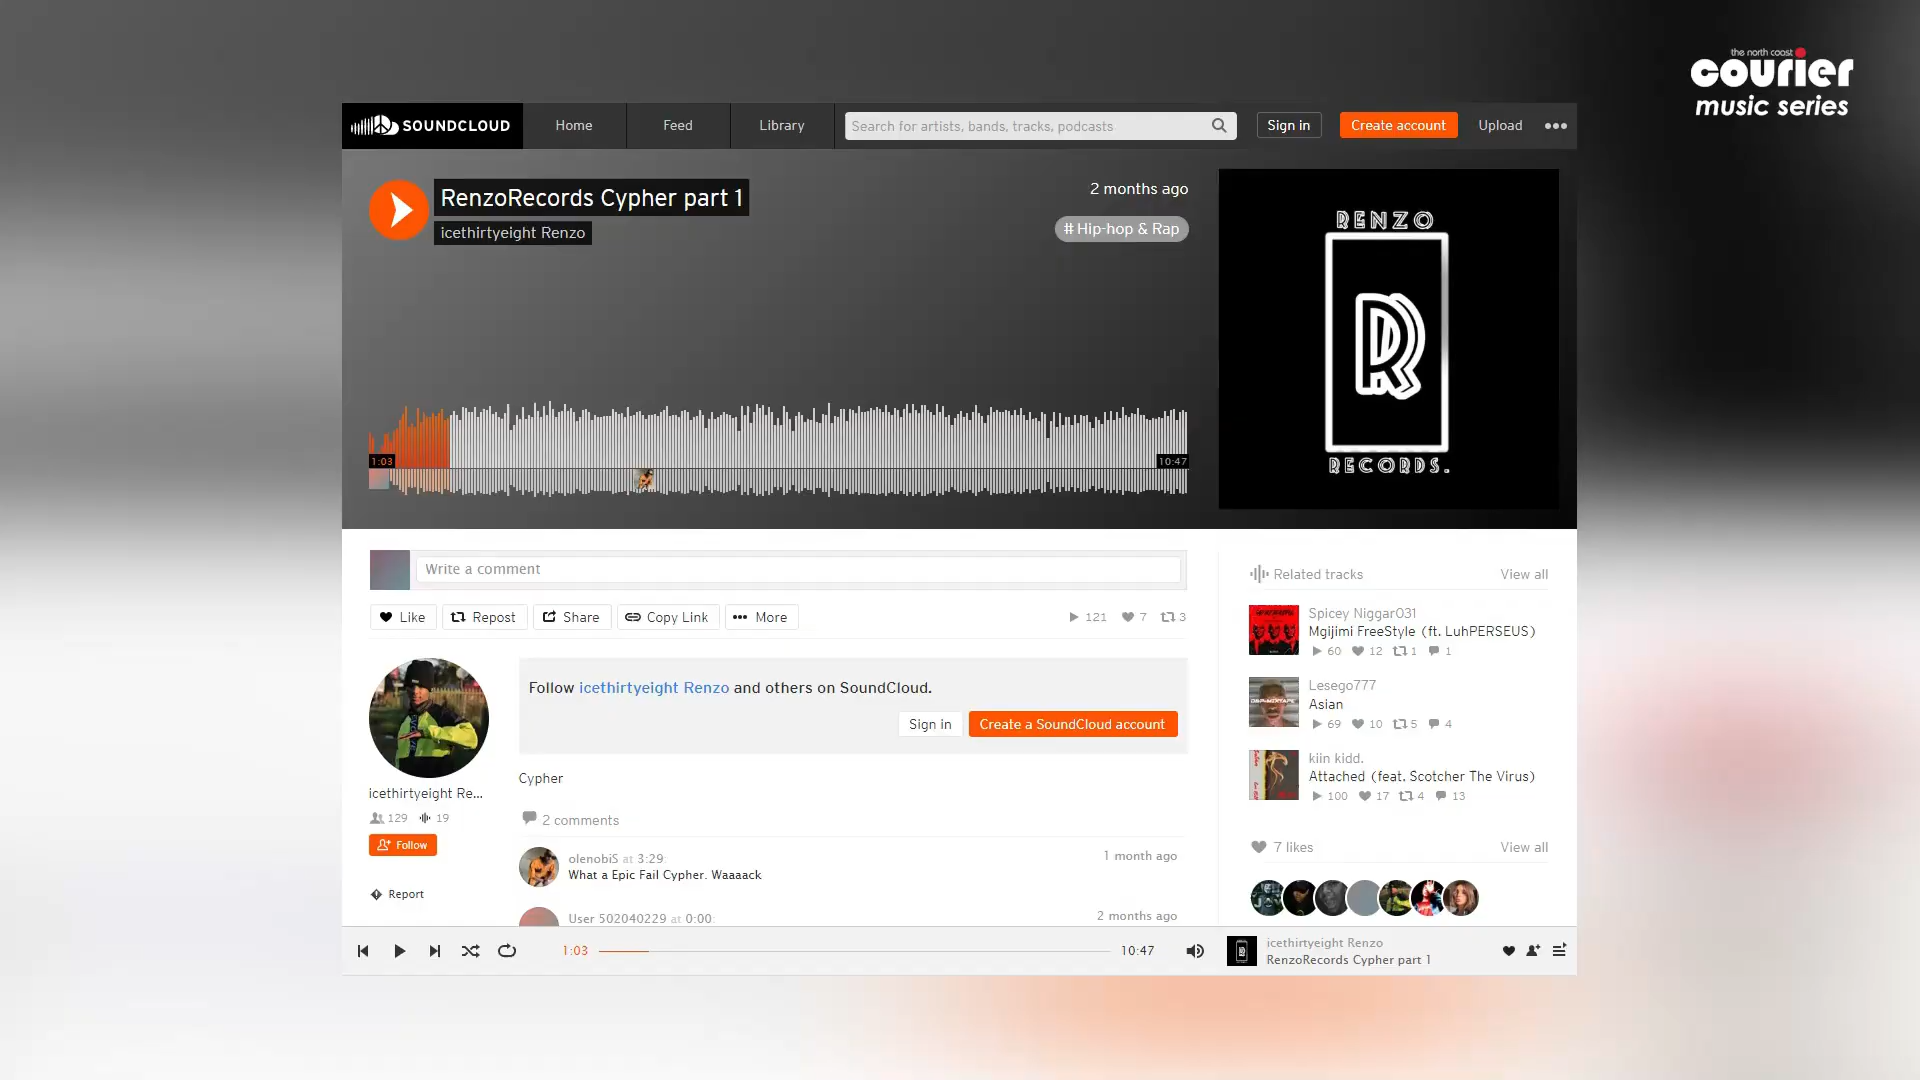 the north coast
courier
music series
SOUNDCLOUD
Home
Feed
Library
Search for artists, bands, tracks, podcasts
Sign in
Create account
Upload
RenzoRecords Cypher part 1
icethirtyeight Renzo
2 months ago
# Hip-hop & Rap
RENZO
R
RECORDS.
1:03
10:47
Write a comment
Like
Repost
Share
Copy Link
More
121
7
3
icethirtyeight Re...
129
19
Follow
Report
Follow icethirtyeight Renzo and others on SoundCloud.
Sign in
Create a SoundCloud account
Cypher
2 comments
olenobiS at 3:29:
1 month ago
What a Epic Fail Cypher. Waaaack
User 502040229 at 0:00:
2 months ago
Related tracks
View all
Spicey Niggar031
Mgijimi FreeStyle (ft. LuhPERSEUS)
60
12
1
1
Lesego777
Asian
69
10
5
4
kiin kidd.
Attached (feat. Scotcher The Virus)
100
17
4
13
7 likes
View all
1:03
10:47
icethirtyeight Renzo
RenzoRecords Cypher part 1